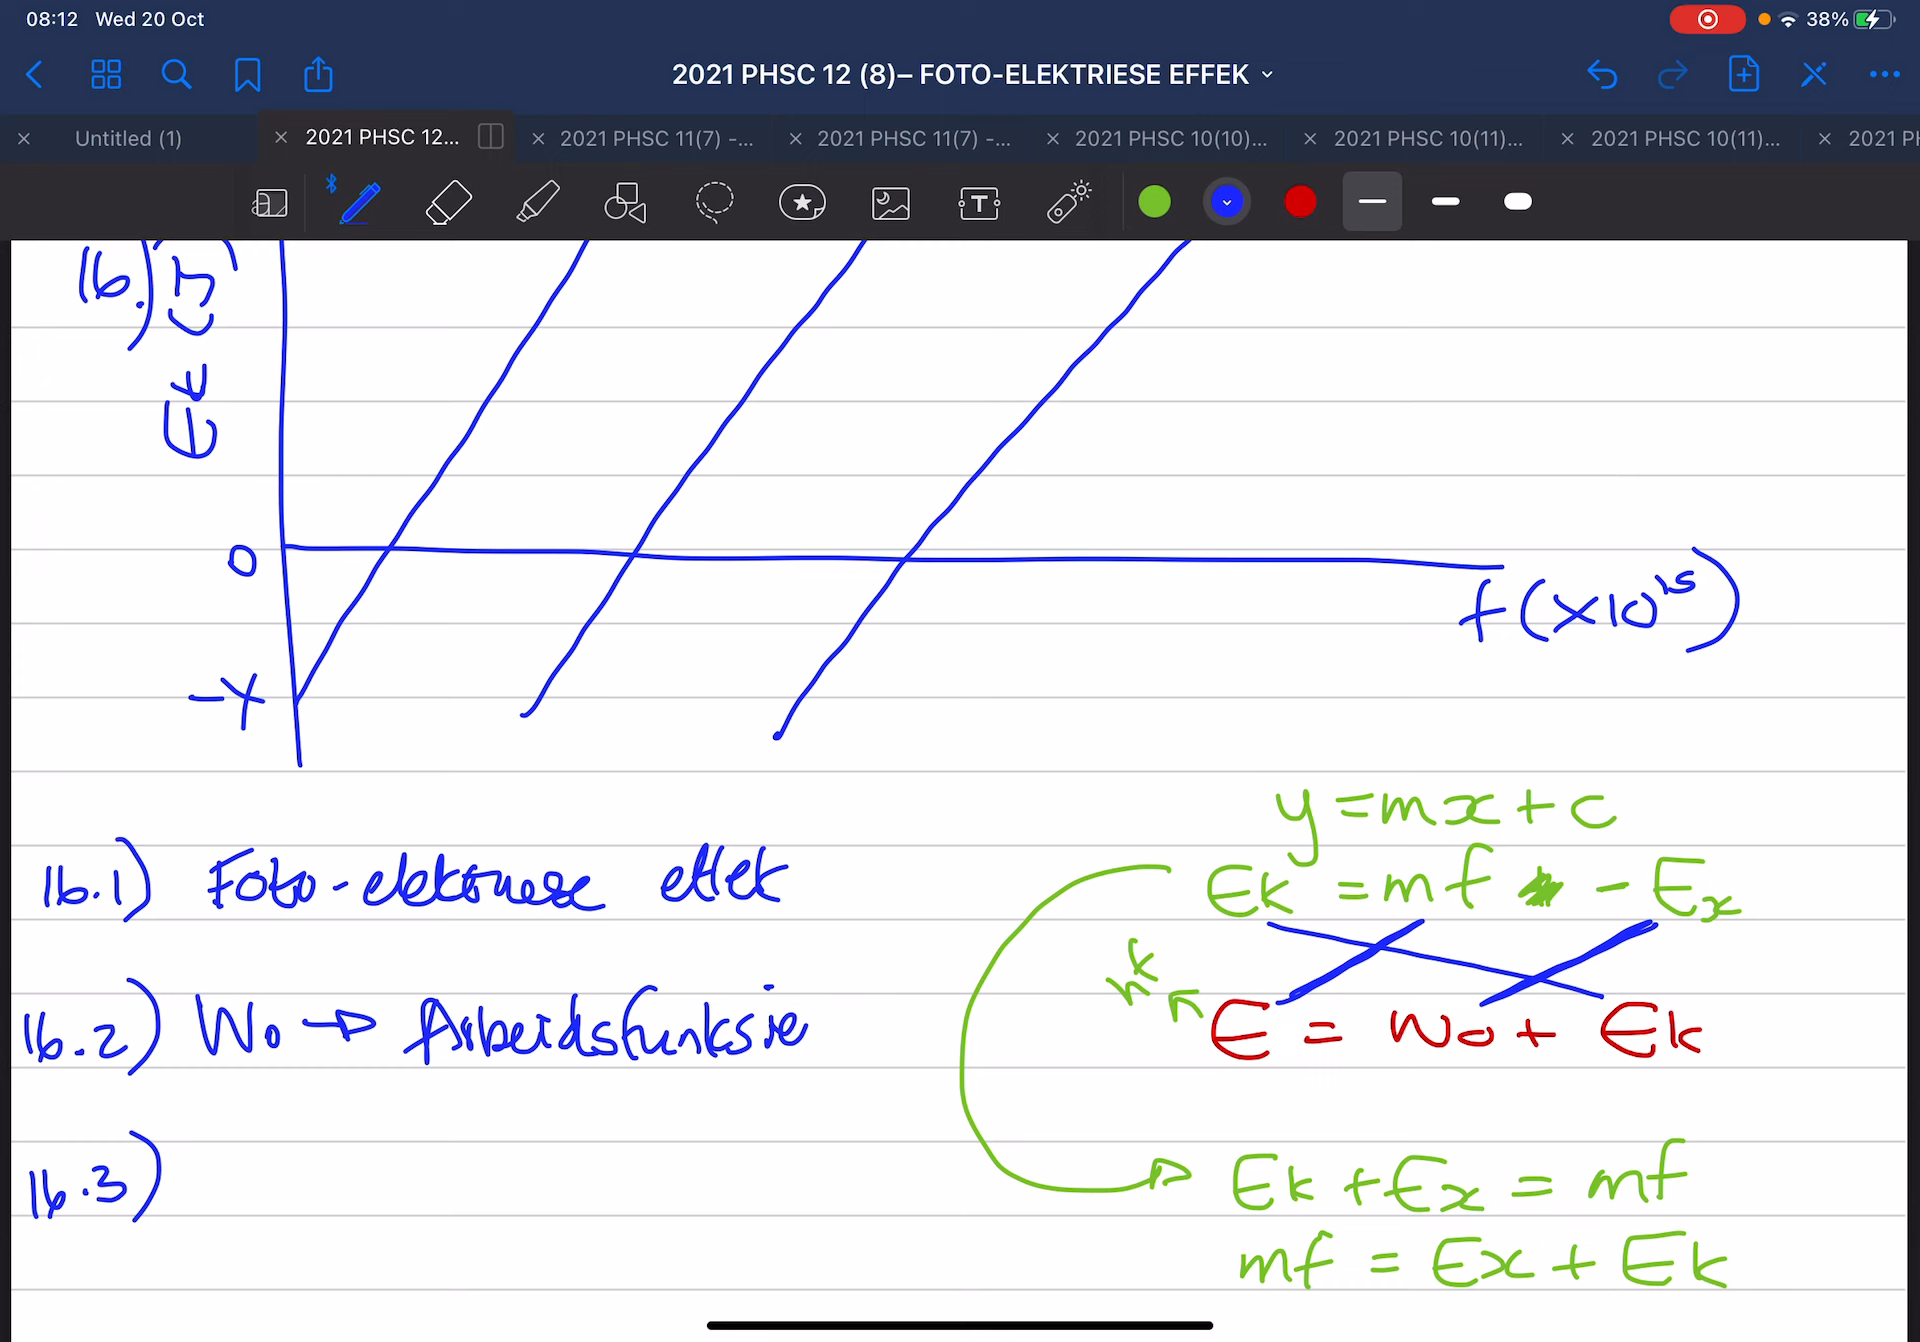 08:12 Wed 20 Oct
38%
2021 PHSC 12 (8)– FOTO-ELEKTRIESE EFFEK
Untitled (1)
2021 PHSC 12...
2021 PHSC 11(7) -...
2021 PHSC 11(7) -...
2021 PHSC 10(10)...
2021 PHSC 10(11)...
2021 PHSC 10(11)...
2021 PH
T
16.)
Ek (J)
0
f (×10¹⁵)
-Y
y = mx + c
16.1) Foto-elektriese effek
Ek = mf - Ex
hf
16.2) Wo → Arbeidsfunksie
E = Wo + Ek
16.3)
Ek + Ex = mf
mf = Ex + Ek